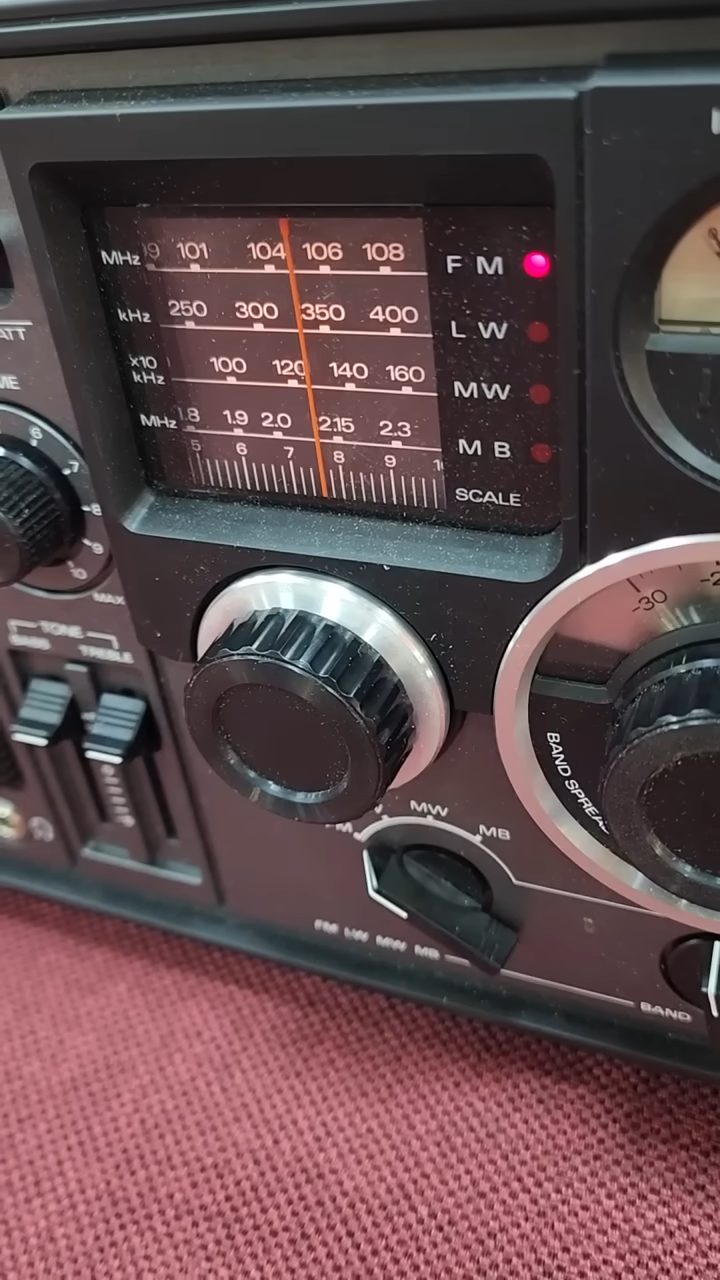 MHz 101 104 106 108 FM
kHz 250 300 350 400 LW
x10 kHz 100 120 140 160 MW
MHz 1.8 1.9 2.0 2.15 2.3 MB
5 6 7 8 9 SCALE
6
7
8
9
10
MAX
TONE
BASS TREBLE
-30
BAND SPREAD
FM MW MB
FM LW MW MB
BAND